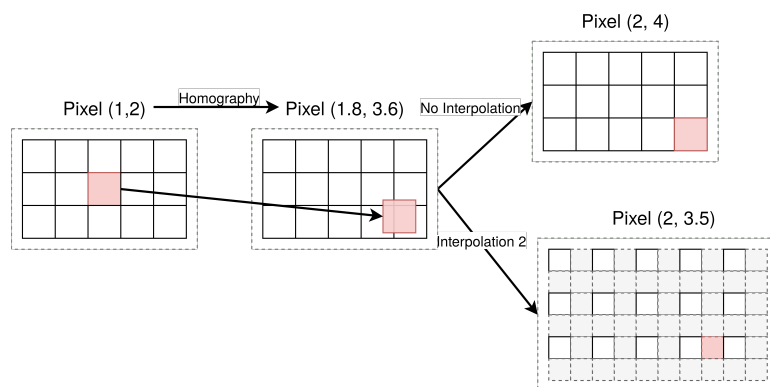 Pixel (2, 4)
Homography
Pixel (1,2)
Pixel (1.8, 3.6)
No Interpolation
Pixel (2, 3.5)
Interpolation 2